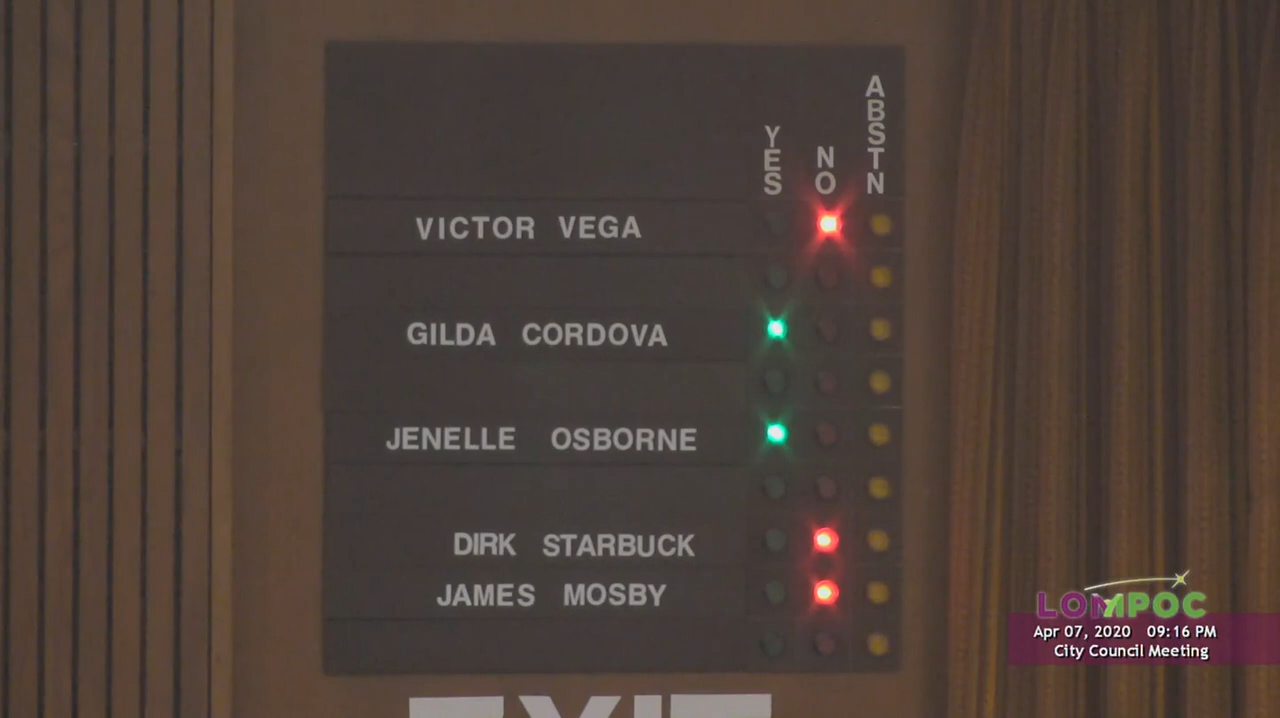 YES NO ABSTN
VICTOR VEGA
GILDA CORDOVA
JENELLE OSBORNE
DIRK STARBUCK
JAMES MOSBY
LOMPOC
Apr 07, 2020 09:16 PM
City Council Meeting
EXIT